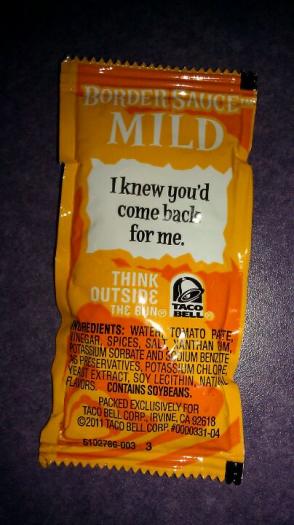 BORDER SAUCE™
MILD
I knew you'd
come back
for me.
THINK
OUTSIDE
THE BUN®
TACO
BELL®
INGREDIENTS: WATER, TOMATO PASTE,
VINEGAR, SPICES, SALT, XANTHAN GUM,
POTASSIUM SORBATE AND SODIUM BENZOATE
AS PRESERVATIVES, POTASSIUM CHLORIDE,
YEAST EXTRACT, SOY LECITHIN, NATURAL
FLAVORS. CONTAINS SOYBEANS.
PACKED EXCLUSIVELY FOR
TACO BELL CORP., IRVINE, CA 92618
©2011 TACO BELL CORP. #0000331-04
5102786-003 3